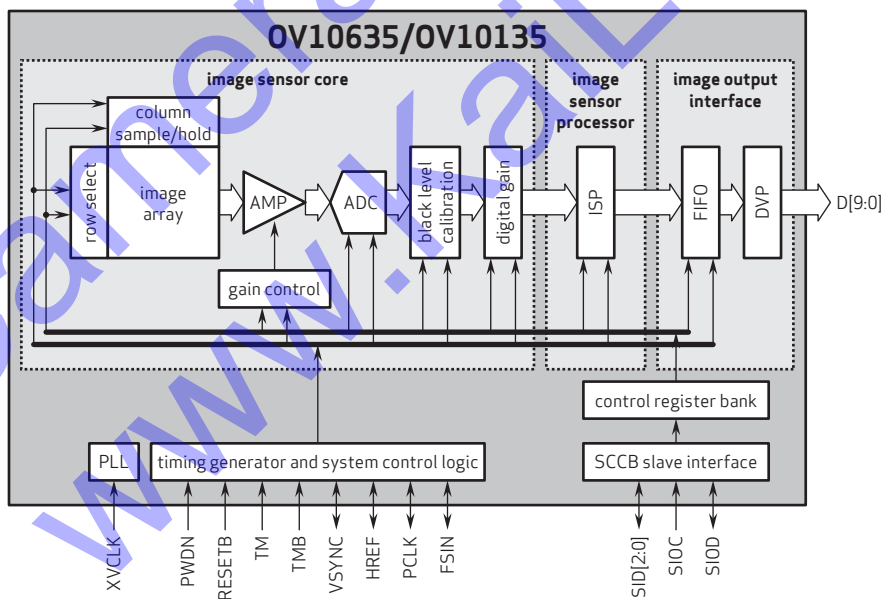 OV10635/OV10135
image sensor core
image
sensor
processor
image output
interface
column
sample/hold
row select
image
array
AMP
ADC
black level
calibration
digital gain
ISP
FIFO
DVP
D[9:0]
gain control
control register bank
PLL
timing generator and system control logic
SCCB slave interface
XVCLK
PWDN
RESETB
TM
TMB
VSYNC
HREF
PCLK
FSIN
SID[2:0]
SIOC
SIOD